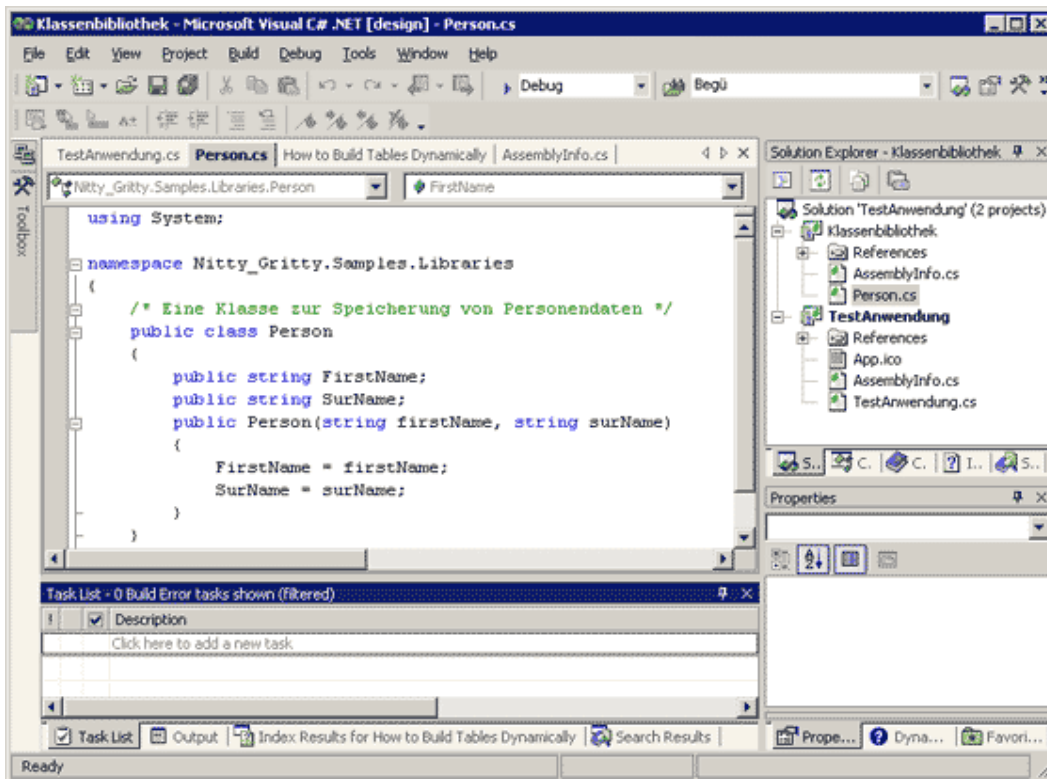 Klassenbibliothek - Microsoft Visual C# .NET [design] - Person.cs
File Edit View Project Build Debug Tools Window Help
Debug Begü
TestAnwendung.cs Person.cs How to Build Tables Dynamically AssemblyInfo.cs
Nitty_Gritty.Samples.Libraries.Person FirstName
Toolbox
using System;
namespace Nitty_Gritty.Samples.Libraries
{
/* Eine Klasse zur Speicherung von Personendaten */
public class Person
{
public string FirstName;
public string SurName;
public Person(string firstName, string surName)
{
FirstName = firstName;
SurName = surName;
}
}
Solution Explorer - Klassenbibliothek
Solution 'TestAnwendung' (2 projects)
Klassenbibliothek
References
AssemblyInfo.cs
Person.cs
TestAnwendung
References
App.ico
AssemblyInfo.cs
TestAnwendung.cs
S.. C. C. I.. S..
Properties
Task List - 0 Build Error tasks shown (filtered)
! Description
Click here to add a new task
Task List Output Index Results for How to Build Tables Dynamically Search Results
Prope... Dyna... Favori...
Ready